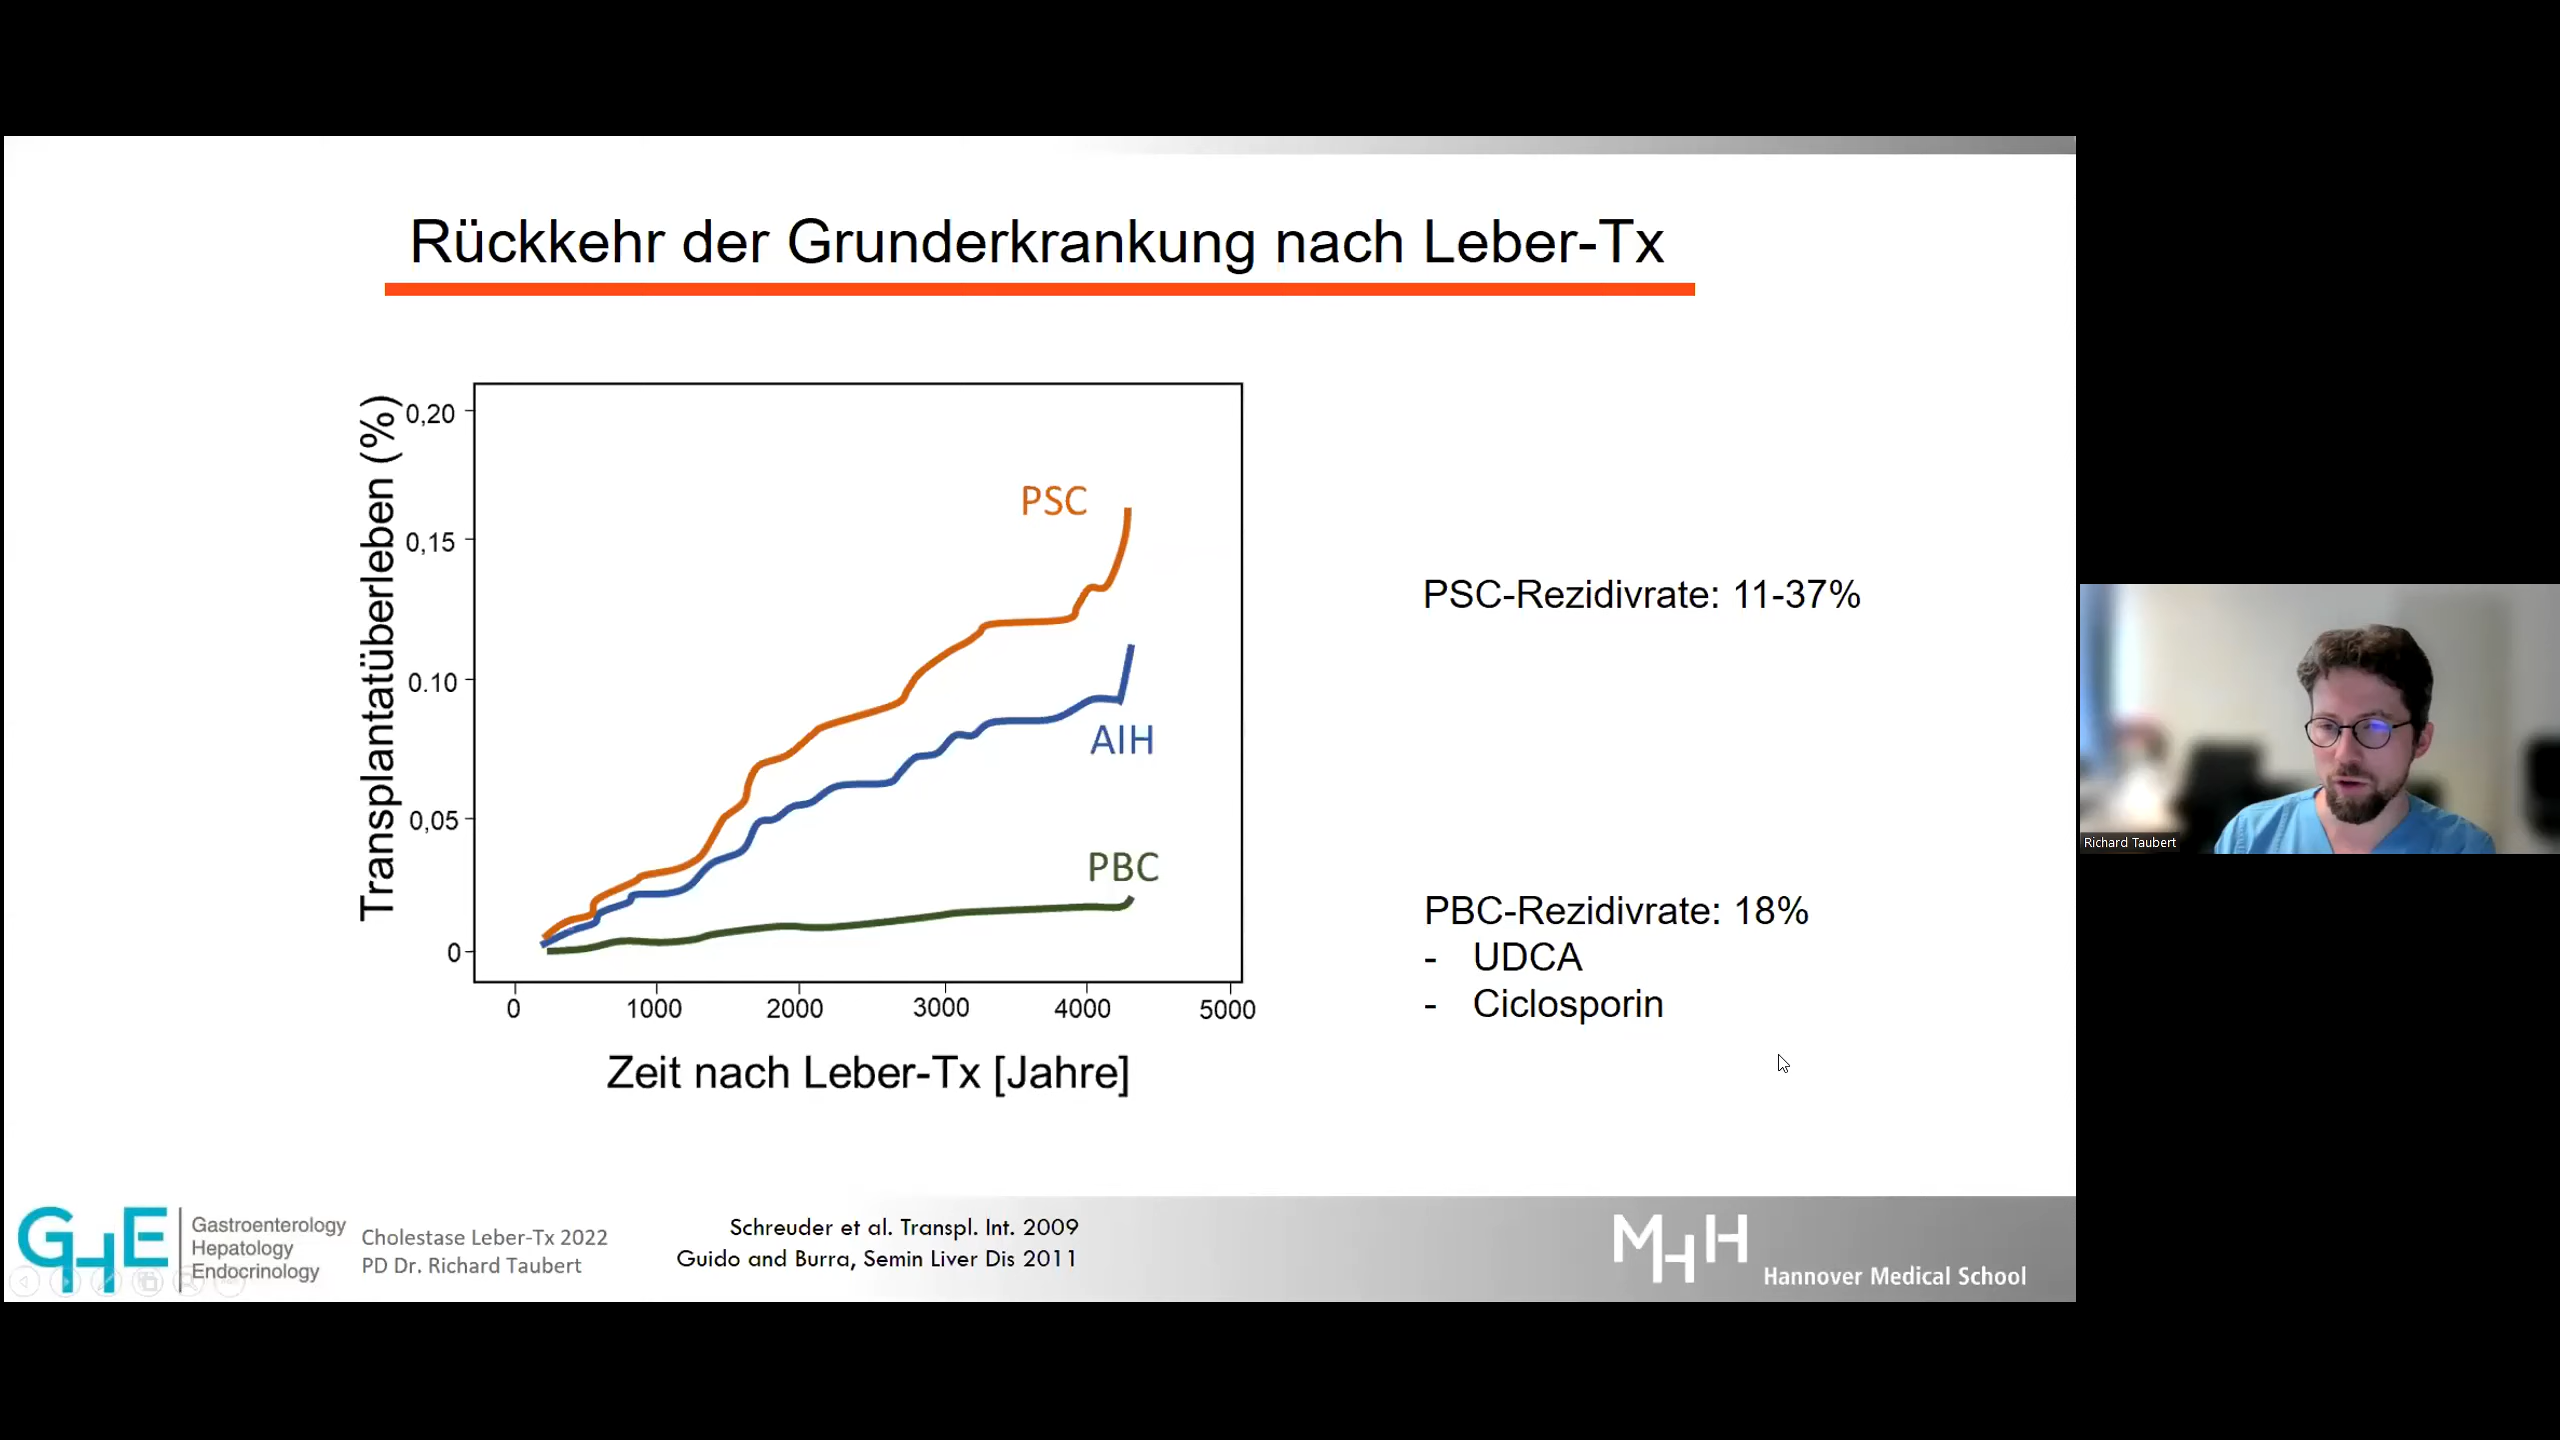 Rückkehr der Grunderkrankung nach Leber-Tx
Transplantatüberleben (%)
0,20
0,15
0.10
0,05
0
PSC
AIH
PBC
0 1000 2000 3000 4000 5000
Zeit nach Leber-Tx [Jahre]
PSC-Rezidivrate: 11-37%
PBC-Rezidivrate: 18%
- UDCA
- Ciclosporin
Richard Taubert
GHE
Gastroenterology
Hepatology
Endocrinology
Cholestase Leber-Tx 2022
PD Dr. Richard Taubert
Schreuder et al. Transpl. Int. 2009
Guido and Burra, Semin Liver Dis 2011
MHH
Hannover Medical School